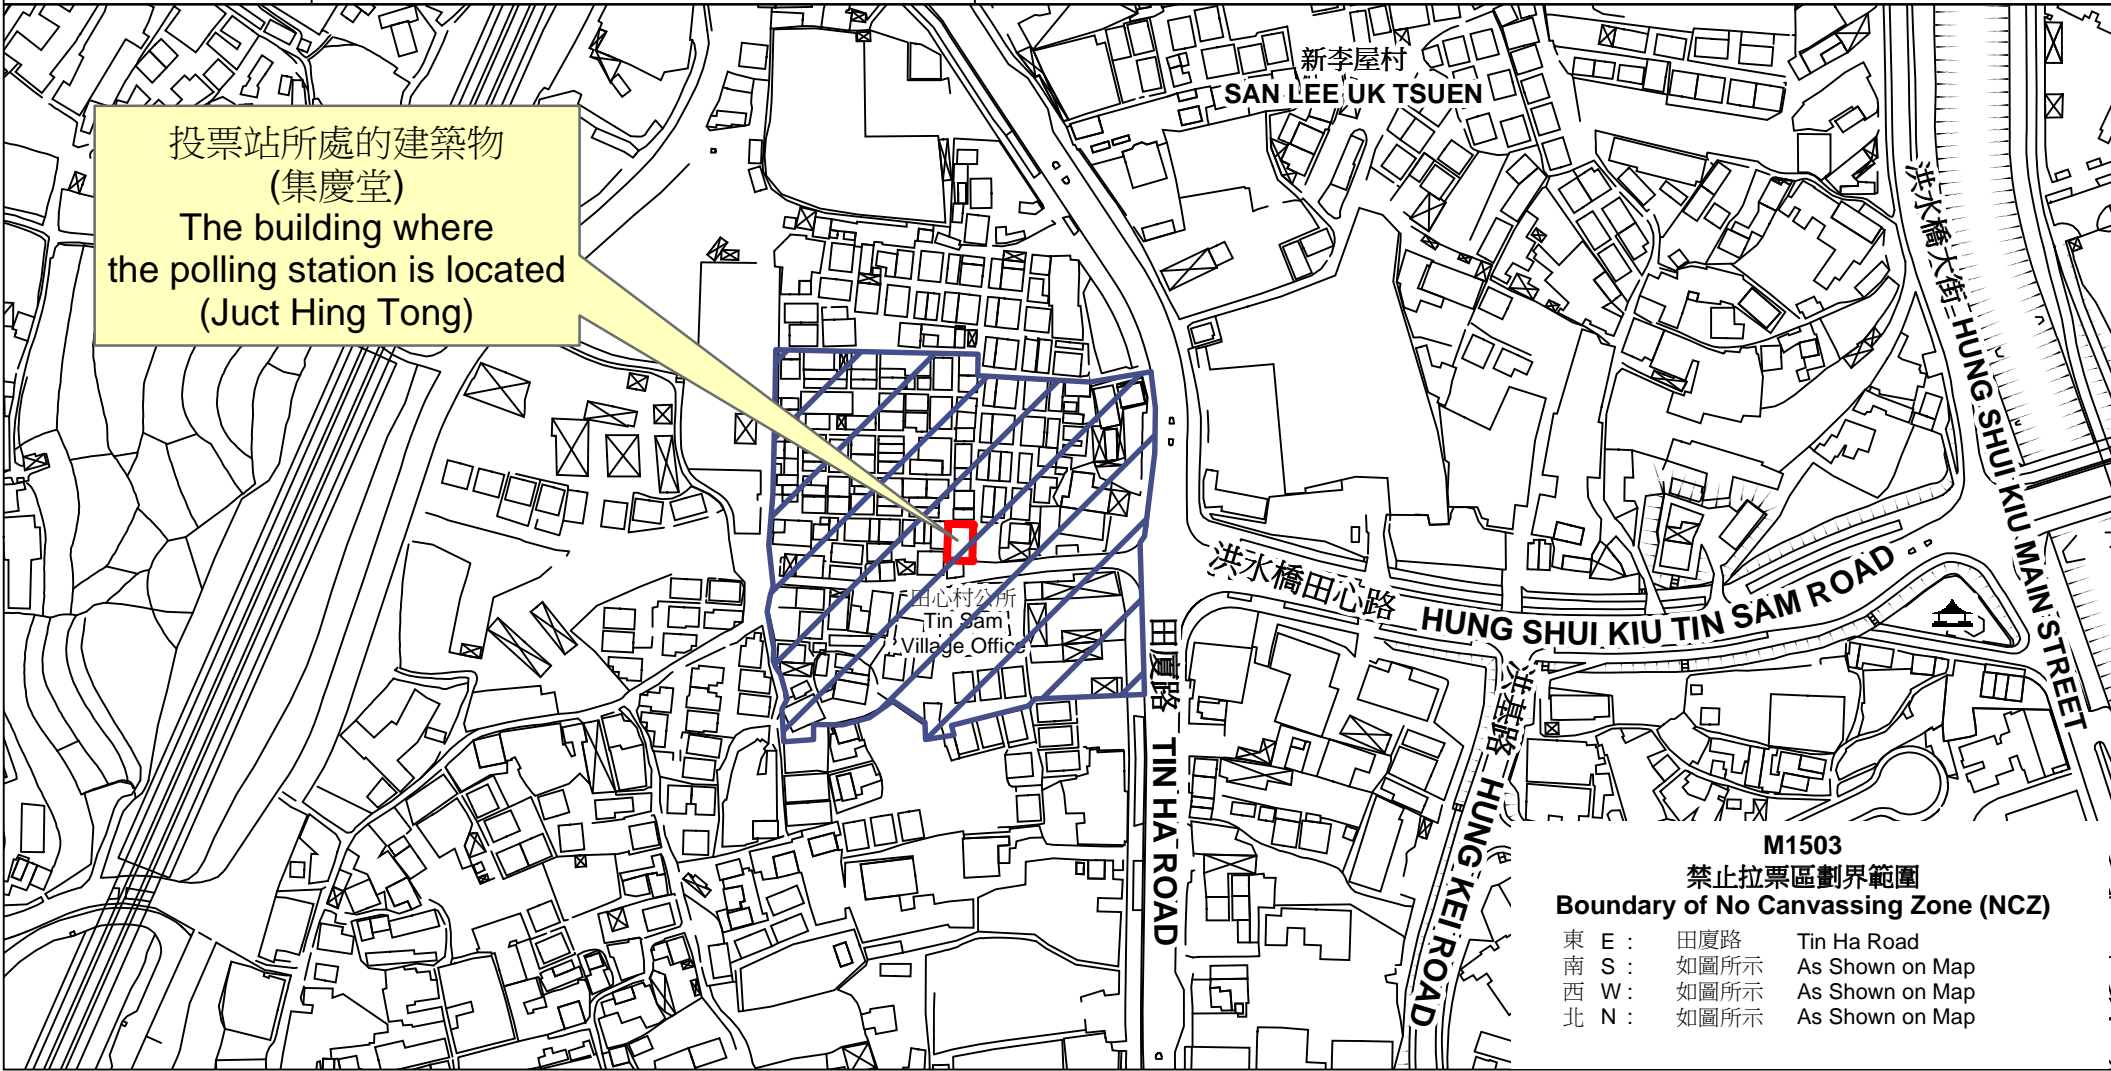 新李屋村
SAN LEE UK TSUEN
投票站所處的建築物
(集慶堂)
The building where
the polling station is located
(Juct Hing Tong)
洪水橋大街 HUNG SHUI KIU MAIN STREET
洪水橋田心路 HUNG SHUI KIU TIN SAM ROAD
田心村公所
Tin Sam
Village Office
田廈路 TIN HA ROAD
洪基路 HUNG KEI ROAD
M1503
禁止拉票區劃界範圍
Boundary of No Canvassing Zone (NCZ)
東 E : 田廈路 Tin Ha Road
南 S : 如圖所示 As Shown on Map
西 W : 如圖所示 As Shown on Map
北 N : 如圖所示 As Shown on Map